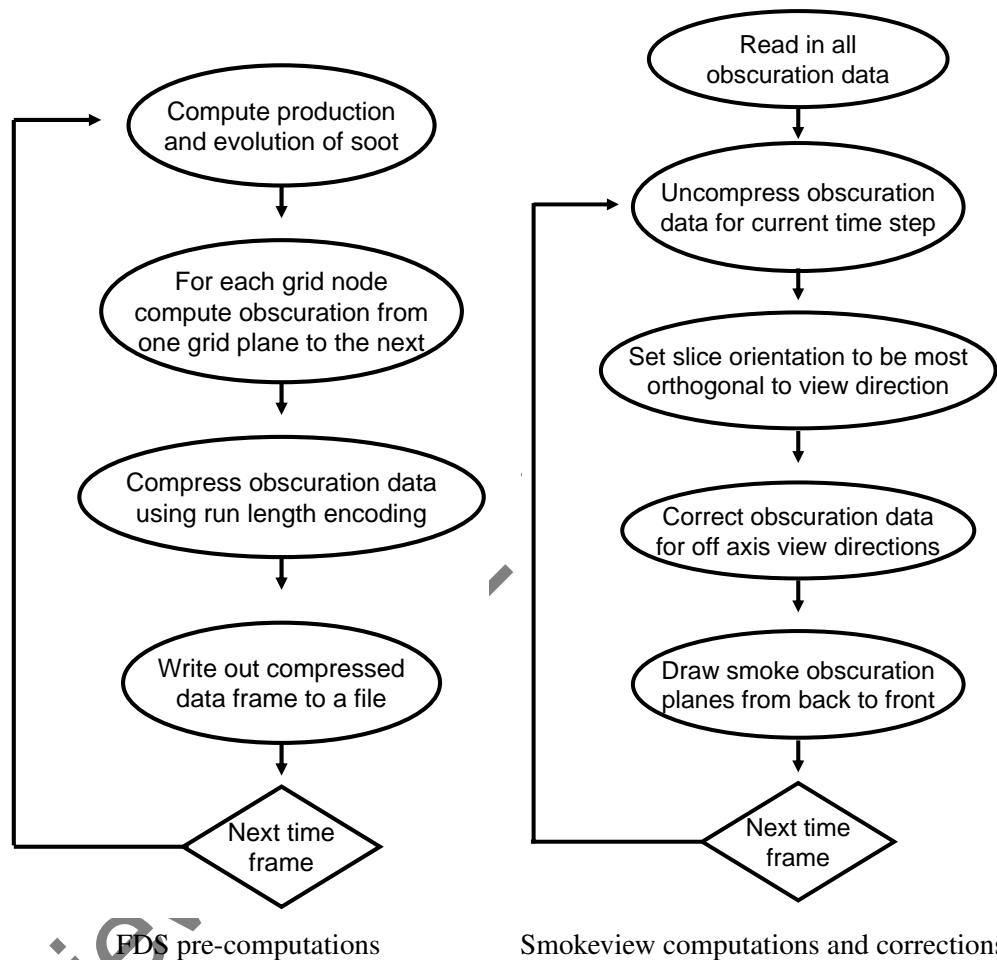 Compute production
and evolution of soot
For each grid node
compute obscuration from
one grid plane to the next
Compress obscuration data
using run length encoding
Write out compressed
data frame to a file
Next time
frame
FDS pre-computations
Read in all
obscuration data
Uncompress obscuration
data for current time step
Set slice orientation to be most
orthogonal to view direction
Correct obscuration data
for off axis view directions
Draw smoke obscuration
planes from back to front
Next time
frame
Smokeview computations and corrections